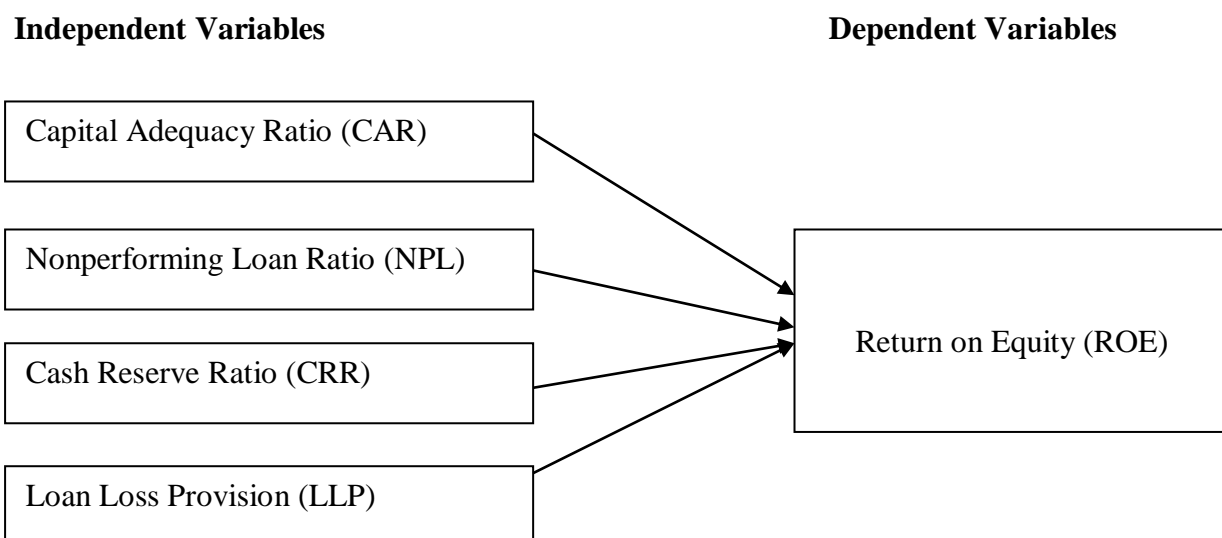 Independent Variables
Dependent Variables
Capital Adequacy Ratio (CAR)
Nonperforming Loan Ratio (NPL)
Return on Equity (ROE)
Cash Reserve Ratio (CRR)
Loan Loss Provision (LLP)